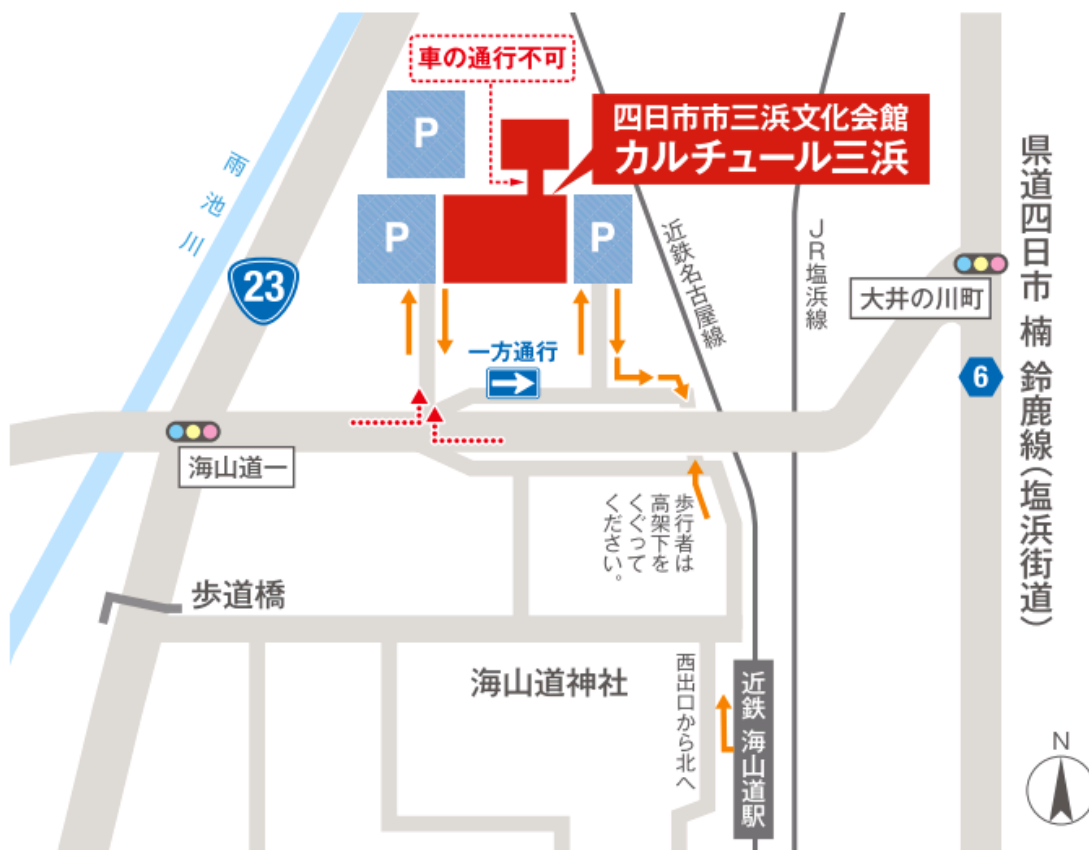 車の通行不可
四日市市三浜文化会館
カルチュール三浜
P
P
P
雨池川
23
近鉄名古屋線
JR塩浜線
県道四日市 楠 鈴鹿線(塩浜街道)
大井の川町
6
一方通行
海山道一
歩行者は
高架下を
くぐって
ください。
歩道橋
海山道神社
西出口から北へ
近鉄 海山道駅
N